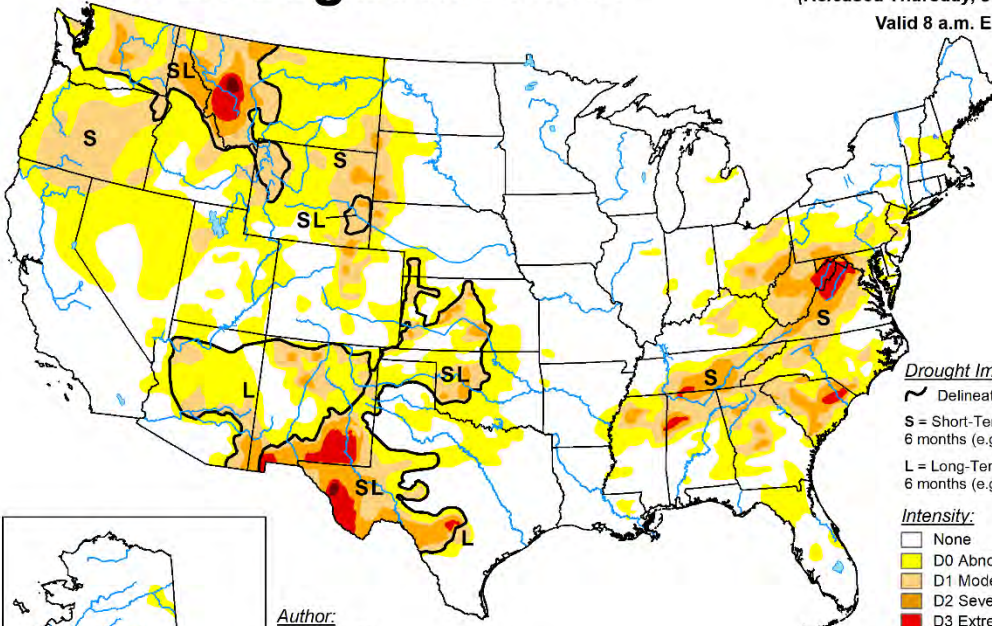 Valid 8 a.m. E
SL
S
S
SL
S
L
SL
S
SL
L
Drought Im
Delineat
S = Short-Ter
6 months (e.g
L = Long-Ter
6 months (e.g
Intensity:
None
D0 Abno
D1 Mode
D2 Seve
D3 Extre
Author: